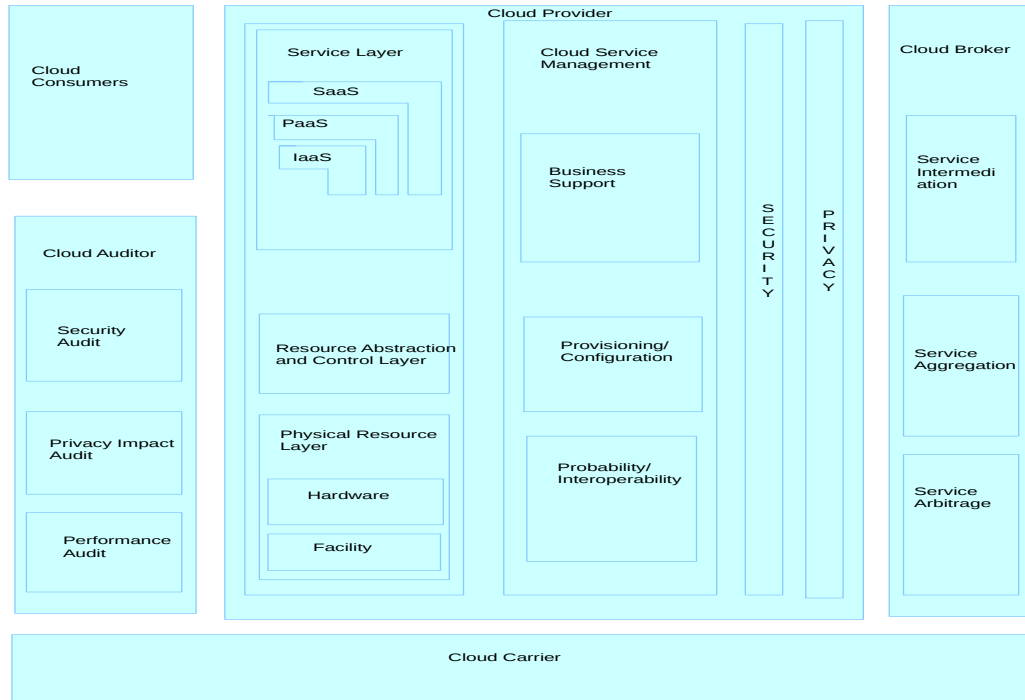 Cloud Provider
Cloud
Consumers
Cloud Auditor
Security
Audit
Privacy Impact
Audit
Performance
Audit
Service Layer
SaaS
PaaS
IaaS
Resource Abstraction
and Control Layer
Physical Resource
Layer
Hardware
Facility
Cloud Service
Management
Business
Support
Provisioning/
Configuration
Probability/
Interoperability
SECURITY
PRIVACY
Cloud Broker
Service
Intermedi
ation
Service
Aggregation
Service
Arbitrage
Cloud Carrier